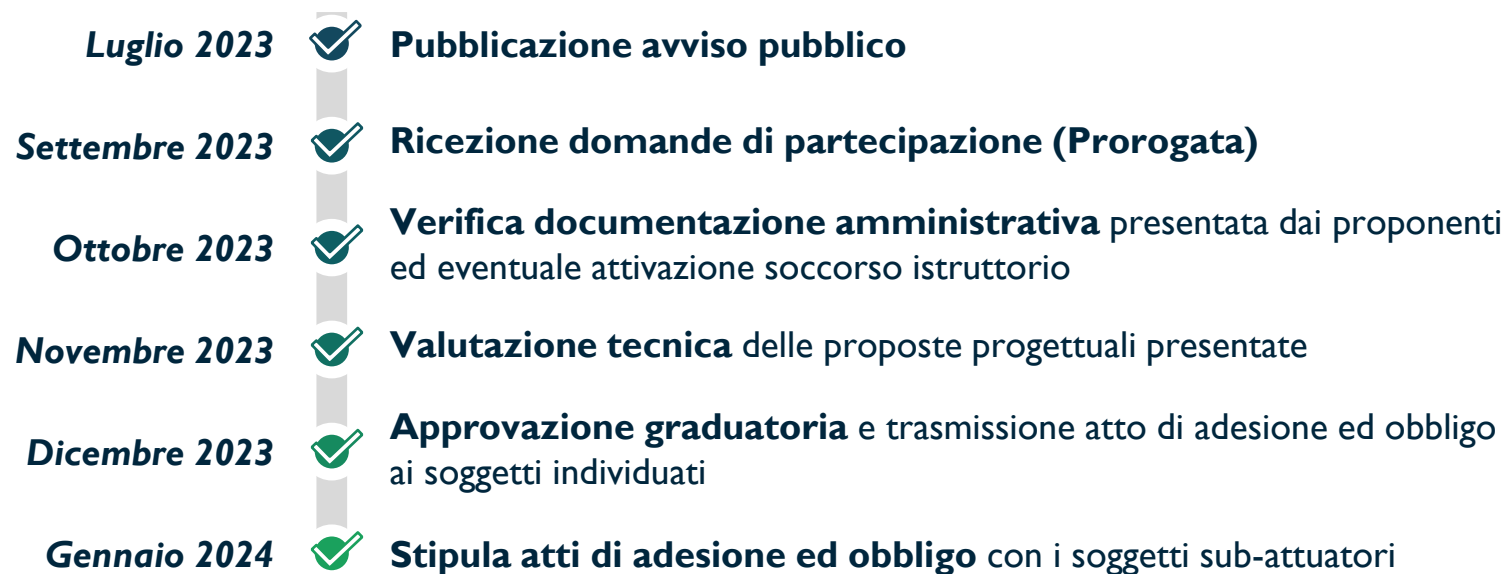 Luglio 2023 Pubblicazione avviso pubblico
Settembre 2023 Ricezione domande di partecipazione (Prorogata)
Ottobre 2023 Verifica documentazione amministrativa presentata dai proponenti
ed eventuale attivazione soccorso istruttorio
Novembre 2023 Valutazione tecnica delle proposte progettuali presentate
Dicembre 2023 Approvazione graduatoria e trasmissione atto di adesione ed obbligo
ai soggetti individuati
Gennaio 2024 Stipula atti di adesione ed obbligo con i soggetti sub-attuatori